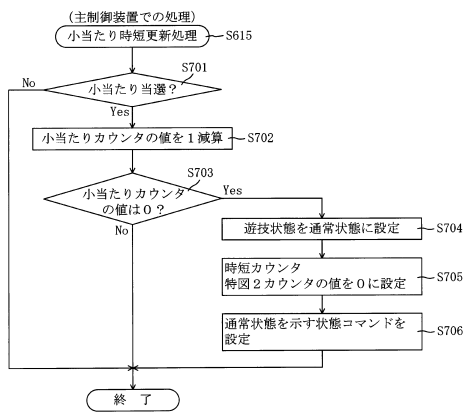 (主制御装置での処理)
小当たり時短更新処理
S615
S701
No
小当たり当選?
Yes
小当たりカウンタの値を1減算
S702
S703
小当たりカウンタ
の値は0?
Yes
No
遊技状態を通常状態に設定
S704
時短カウンタ
特図2カウンタの値を0に設定
S705
通常状態を示す状態コマンドを
設定
S706
終 了